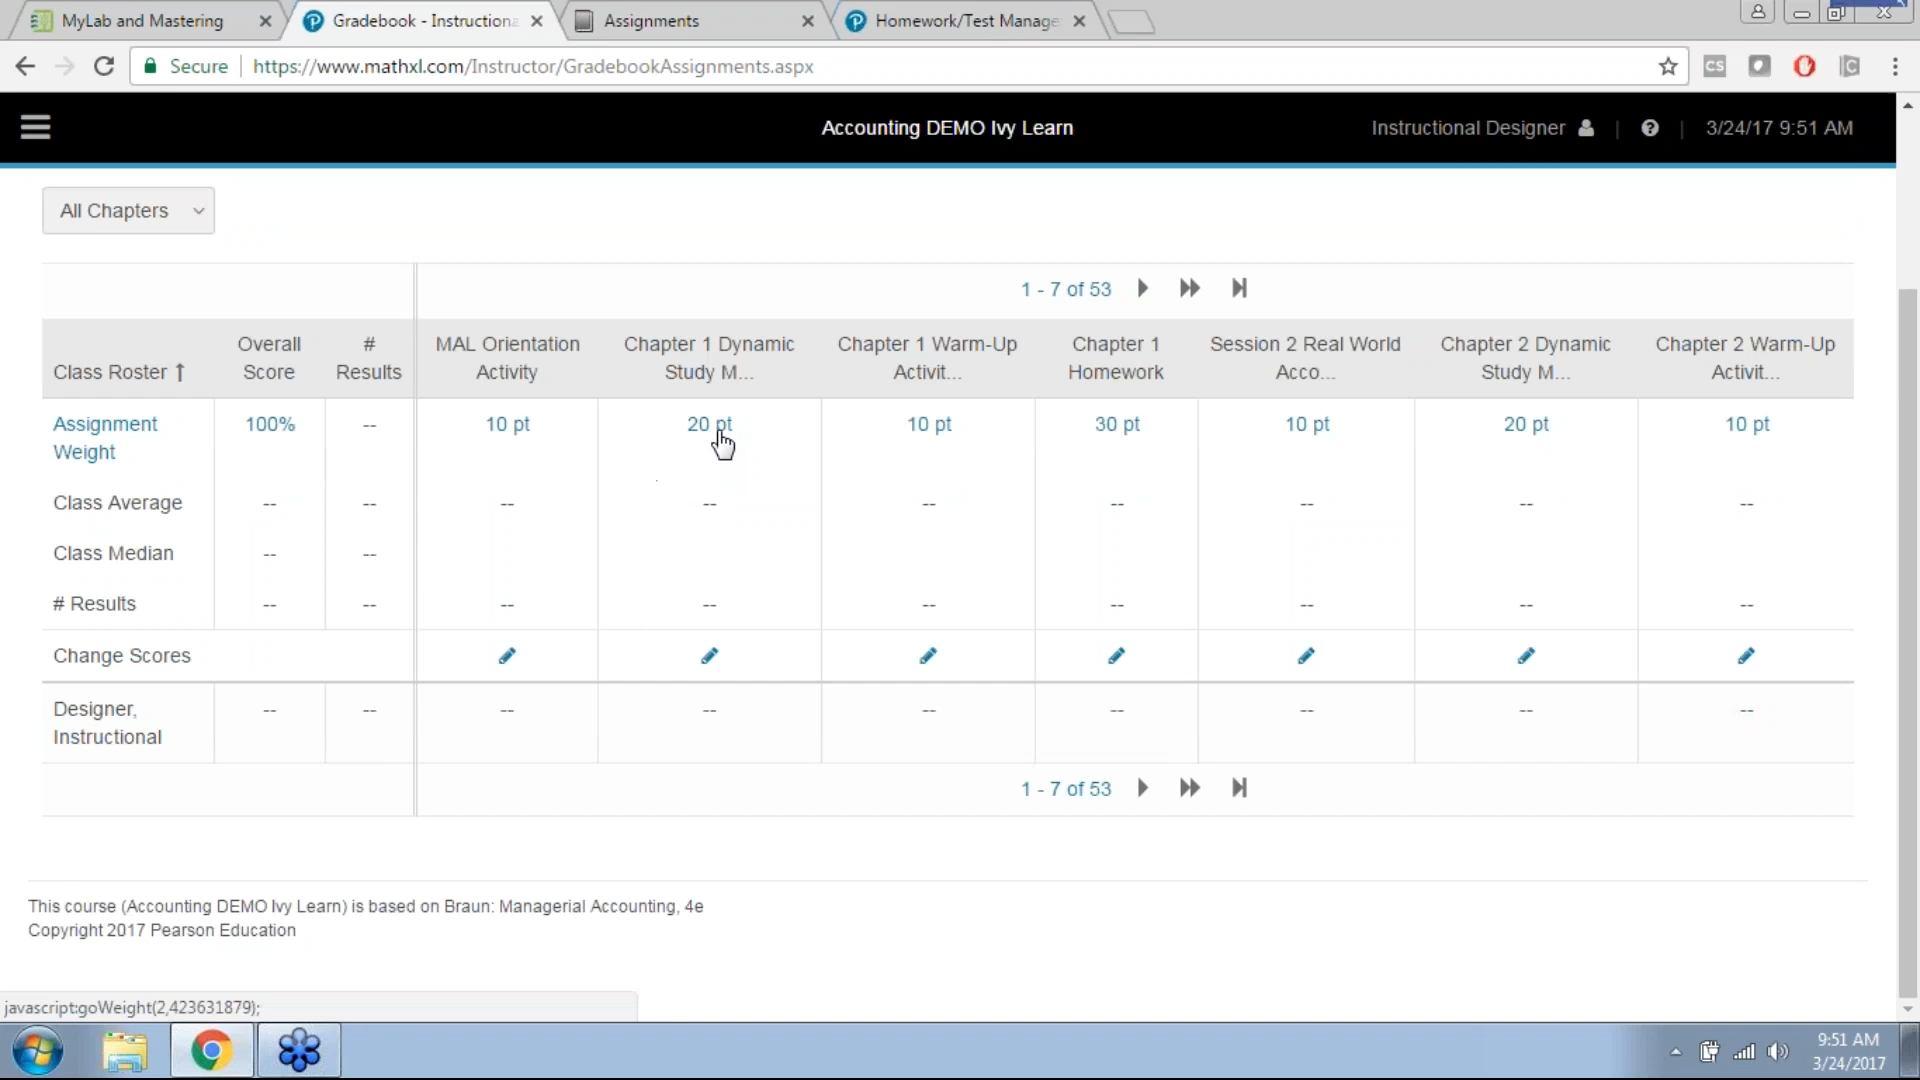 MyLab and Mastering
Gradebook - Instructiona
Assignments
Homework/Test Manage
Secure
https://www.mathxl.com/Instructor/GradebookAssignments.aspx
CS
C
Accounting DEMO Ivy Learn
Instructional Designer
3/24/17 9:51 AM
All Chapters
1 - 7 of 53
Class Roster
Overall Score
# Results
MAL Orientation Activity
Chapter 1 Dynamic Study M...
Chapter 1 Warm-Up Activit...
Chapter 1 Homework
Session 2 Real World Acco...
Chapter 2 Dynamic Study M...
Chapter 2 Warm-Up Activit...
Assignment Weight
100%
--
10 pt
20 pt
10 pt
30 pt
10 pt
20 pt
10 pt
Class Average
-- -- -- -- -- -- -- -- --
Class Median
-- --
# Results
-- -- -- -- -- -- -- -- --
Change Scores
Designer, Instructional
-- -- -- -- -- -- -- -- --
1 - 7 of 53
This course (Accounting DEMO Ivy Learn) is based on Braun: Managerial Accounting, 4e
Copyright 2017 Pearson Education
javascript:goWeight(2,423631879);
9:51 AM
3/24/2017